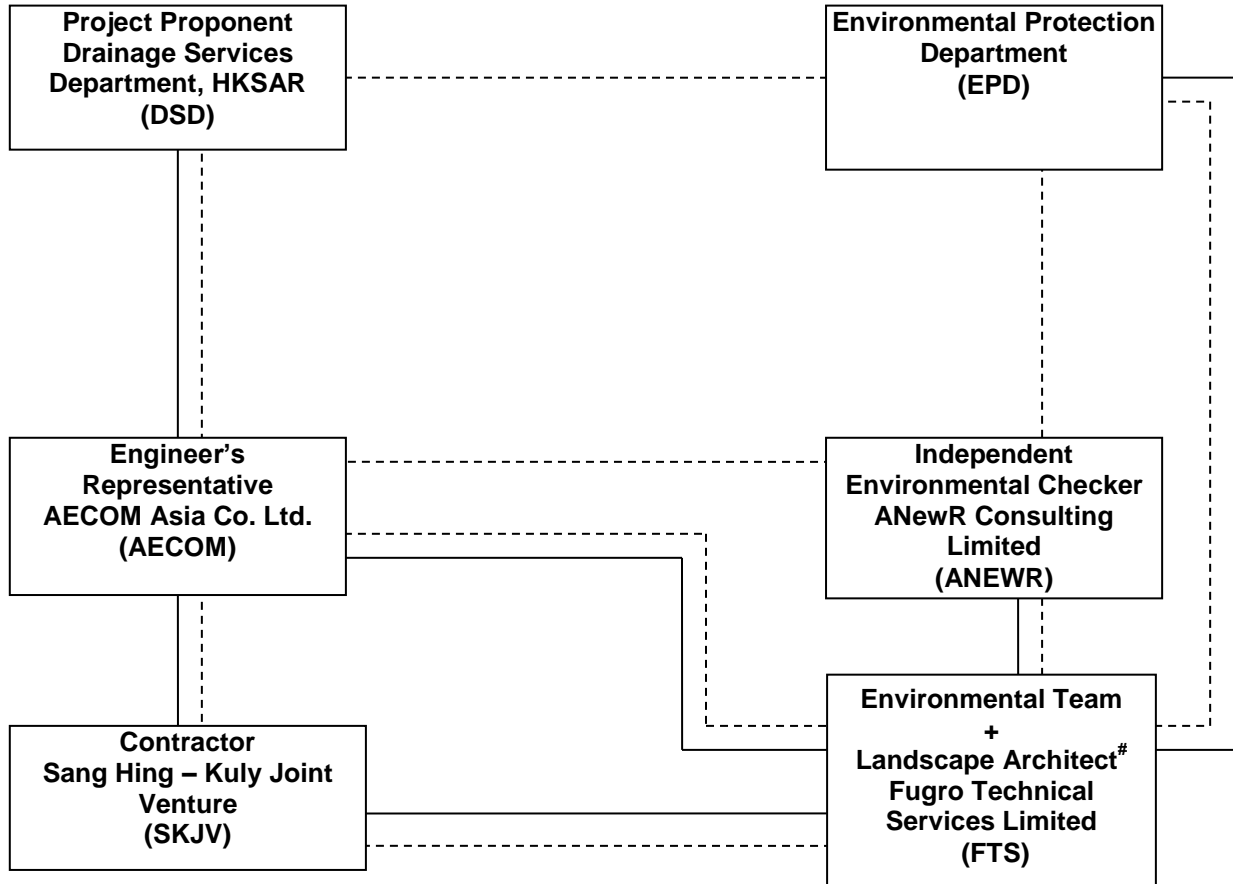 Project Proponent
Drainage Services
Department, HKSAR
(DSD)
Environmental Protection
Department
(EPD)
Engineer's
Representative
AECOM Asia Co. Ltd.
(AECOM)
Independent
Environmental Checker
ANewR Consulting
Limited
(ANEWR)
Contractor
Sang Hing – Kuly Joint
Venture
(SKJV)
Environmental Team
+
Landscape Architect#
Fugro Technical
Services Limited
(FTS)